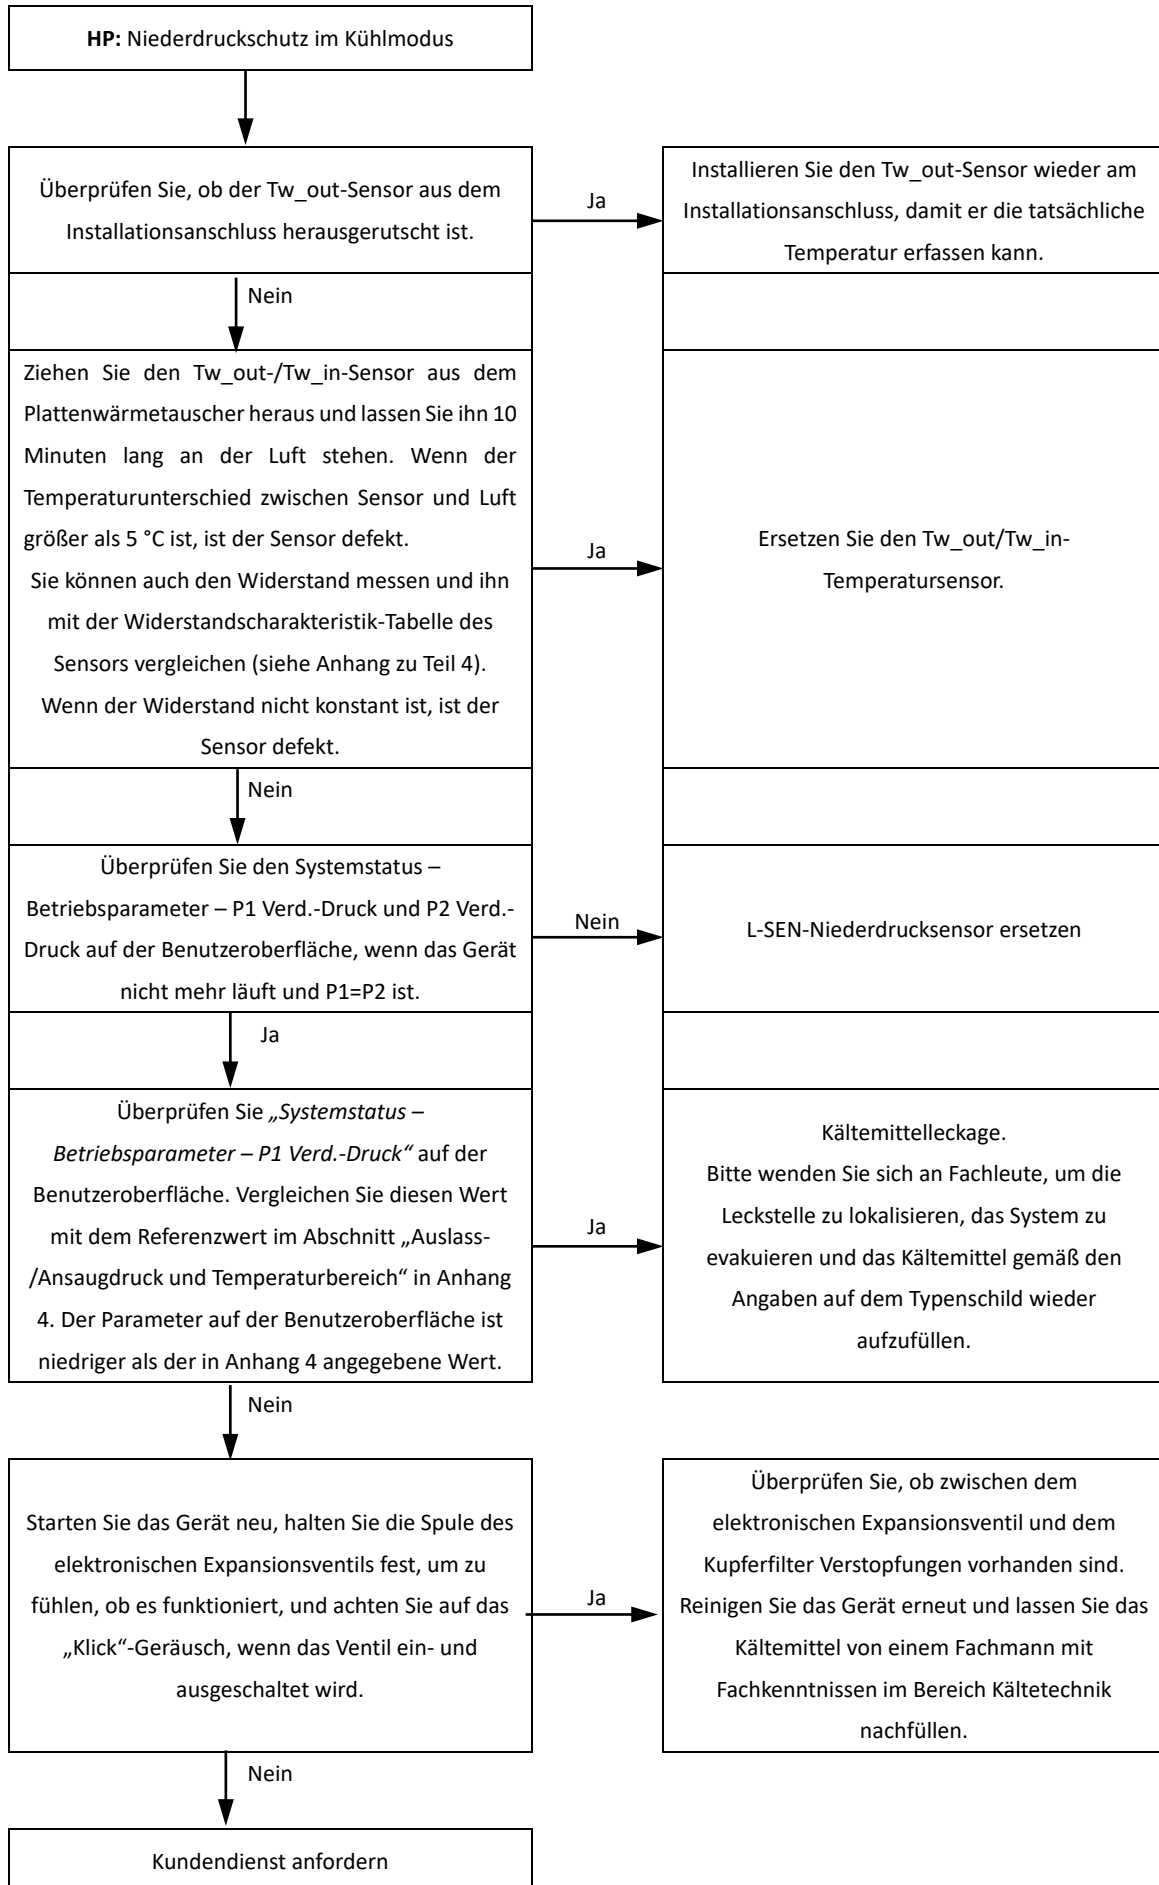 HP: Niederdruckschutz im Kühlmodus
Überprüfen Sie, ob der Tw_out-Sensor aus dem
Installationsanschluss herausgerutscht ist.
Ja
Installieren Sie den Tw_out-Sensor wieder am
Installationsanschluss, damit er die tatsächliche
Temperatur erfassen kann.
Nein
Ziehen Sie den Tw_out-/Tw_in-Sensor aus dem
Plattenwärmetauscher heraus und lassen Sie ihn 10
Minuten lang an der Luft stehen. Wenn der
Temperaturunterschied zwischen Sensor und Luft
größer als 5 °C ist, ist der Sensor defekt.
Sie können auch den Widerstand messen und ihn
mit der Widerstandscharakteristik-Tabelle des
Sensors vergleichen (siehe Anhang zu Teil 4).
Wenn der Widerstand nicht konstant ist, ist der
Sensor defekt.
Ja
Ersetzen Sie den Tw_out/Tw_in-
Temperatursensor.
Nein
Überprüfen Sie den Systemstatus –
Betriebsparameter – P1 Verd.-Druck und P2 Verd.-
Druck auf der Benutzeroberfläche, wenn das Gerät
nicht mehr läuft und P1=P2 ist.
Nein
L-SEN-Niederdrucksensor ersetzen
Ja
Überprüfen Sie „Systemstatus –
Betriebsparameter – P1 Verd.-Druck“ auf der
Benutzeroberfläche. Vergleichen Sie diesen Wert
mit dem Referenzwert im Abschnitt „Auslass-
/Ansaugdruck und Temperaturbereich“ in Anhang
4. Der Parameter auf der Benutzeroberfläche ist
niedriger als der in Anhang 4 angegebene Wert.
Ja
Kältemittelleckage.
Bitte wenden Sie sich an Fachleute, um die
Leckstelle zu lokalisieren, das System zu
evakuieren und das Kältemittel gemäß den
Angaben auf dem Typenschild wieder
aufzufüllen.
Nein
Starten Sie das Gerät neu, halten Sie die Spule des
elektronischen Expansionsventils fest, um zu
fühlen, ob es funktioniert, und achten Sie auf das
„Klick“-Geräusch, wenn das Ventil ein- und
ausgeschaltet wird.
Ja
Überprüfen Sie, ob zwischen dem
elektronischen Expansionsventil und dem
Kupferfilter Verstopfungen vorhanden sind.
Reinigen Sie das Gerät erneut und lassen Sie das
Kältemittel von einem Fachmann mit
Fachkenntnissen im Bereich Kältetechnik
nachfüllen.
Nein
Kundendienst anfordern